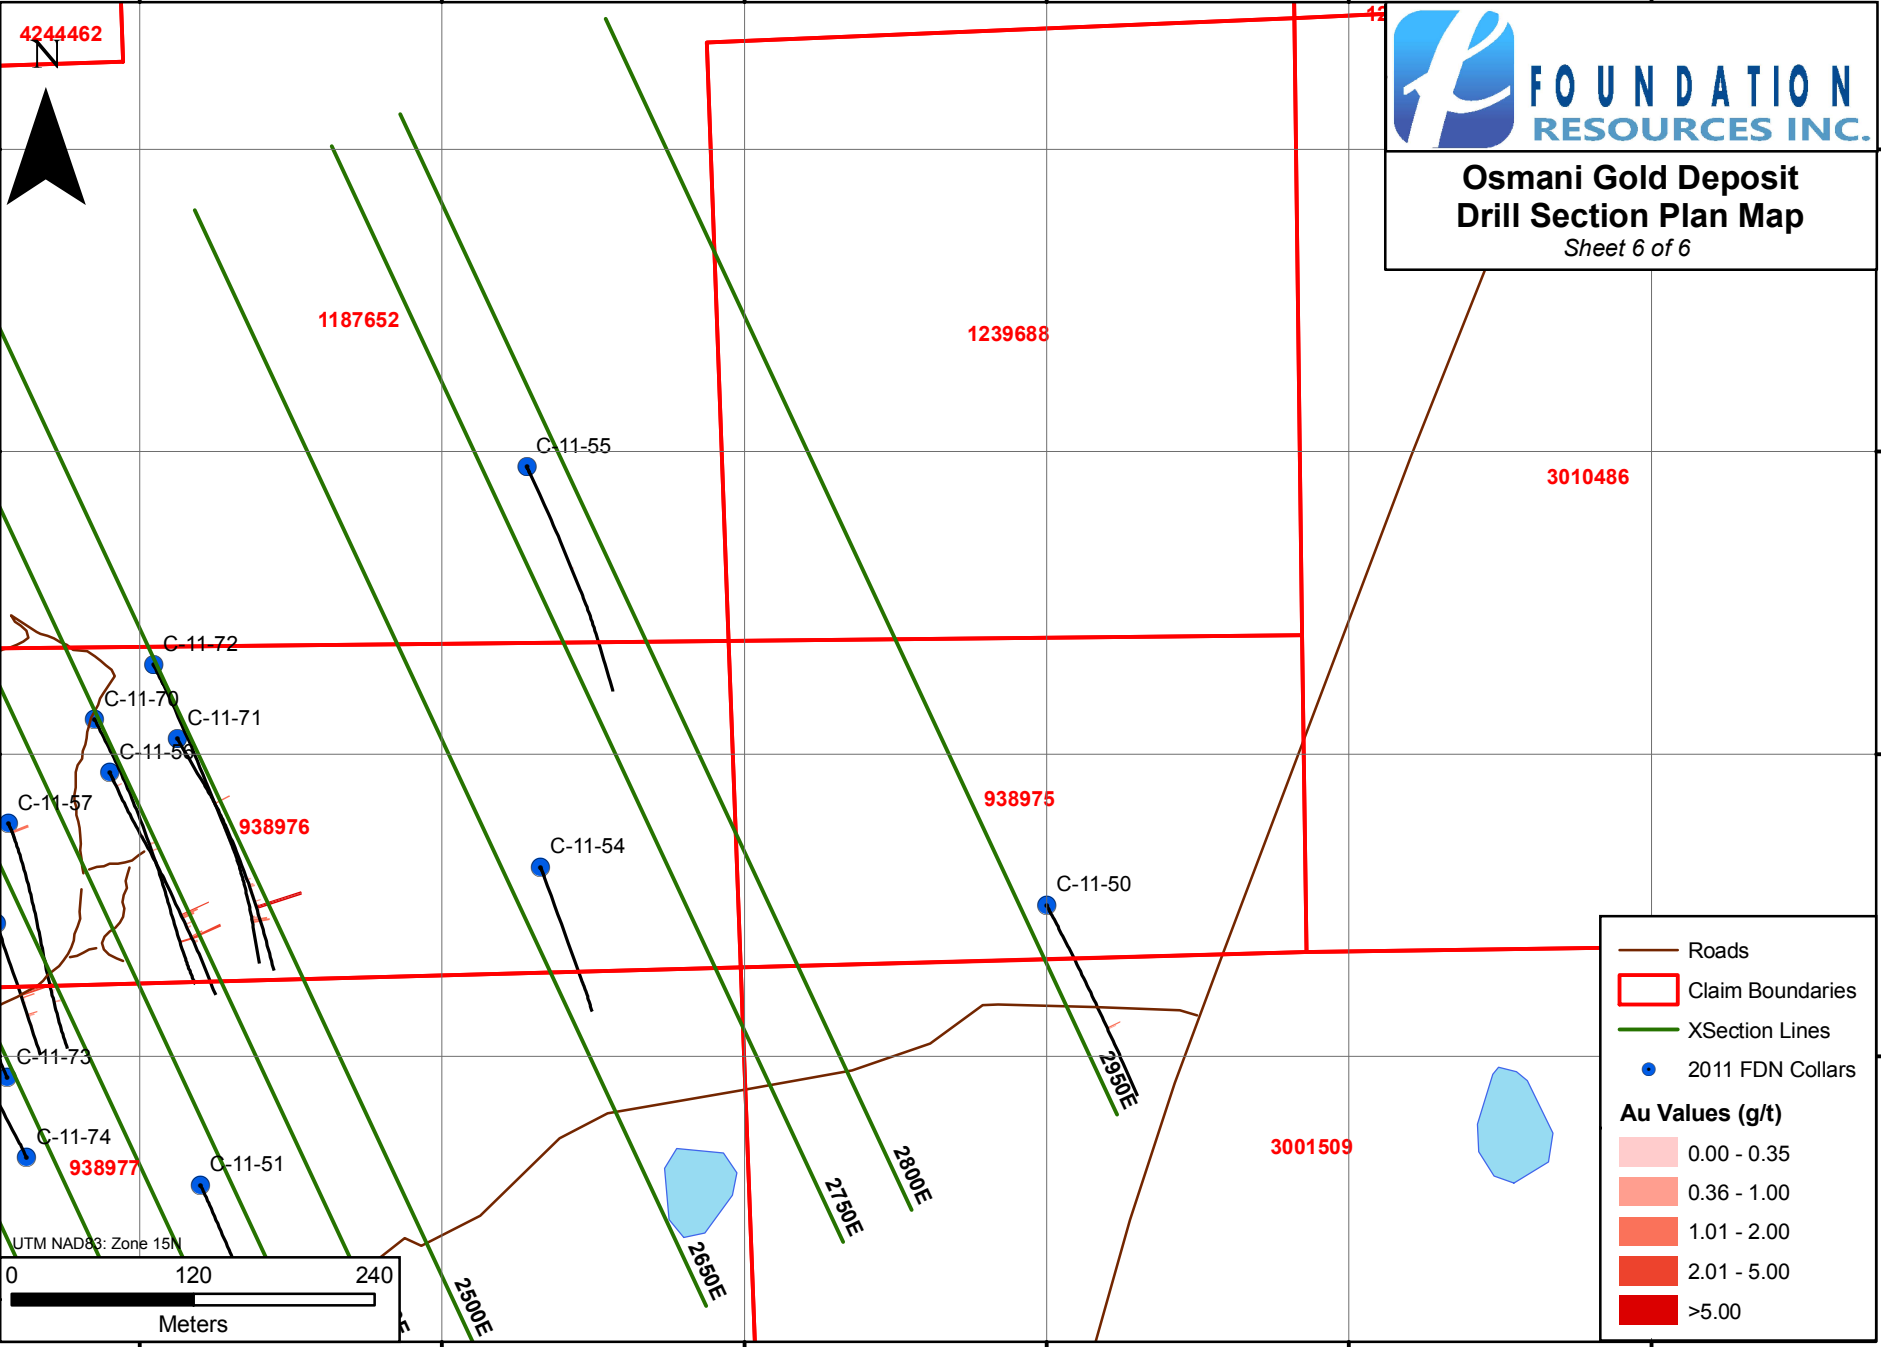 4244462
N
12
FOUNDATION
RESOURCES INC.
Osmani Gold Deposit
Drill Section Plan Map
Sheet 6 of 6
1187652
1239688
C-11-55
3010486
C-11-72
C-11-70
C-11-71
C-11-56
C-11-57
938976
938975
C-11-54
C-11-50
C-11-73
2950E
C-11-74
938977
C-11-51
3001509
2800E
2750E
2650E
2500E
E
UTM NAD83: Zone 15N
0 120 240
Meters
Roads
Claim Boundaries
XSection Lines
2011 FDN Collars
Au Values (g/t)
0.00 - 0.35
0.36 - 1.00
1.01 - 2.00
2.01 - 5.00
>5.00